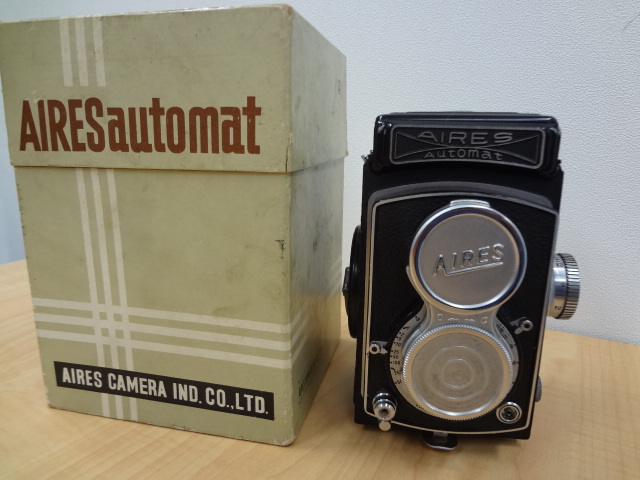 AIRESautomat
AIRES CAMERA IND. CO.,LTD.
AIRES
Automat
AIRES